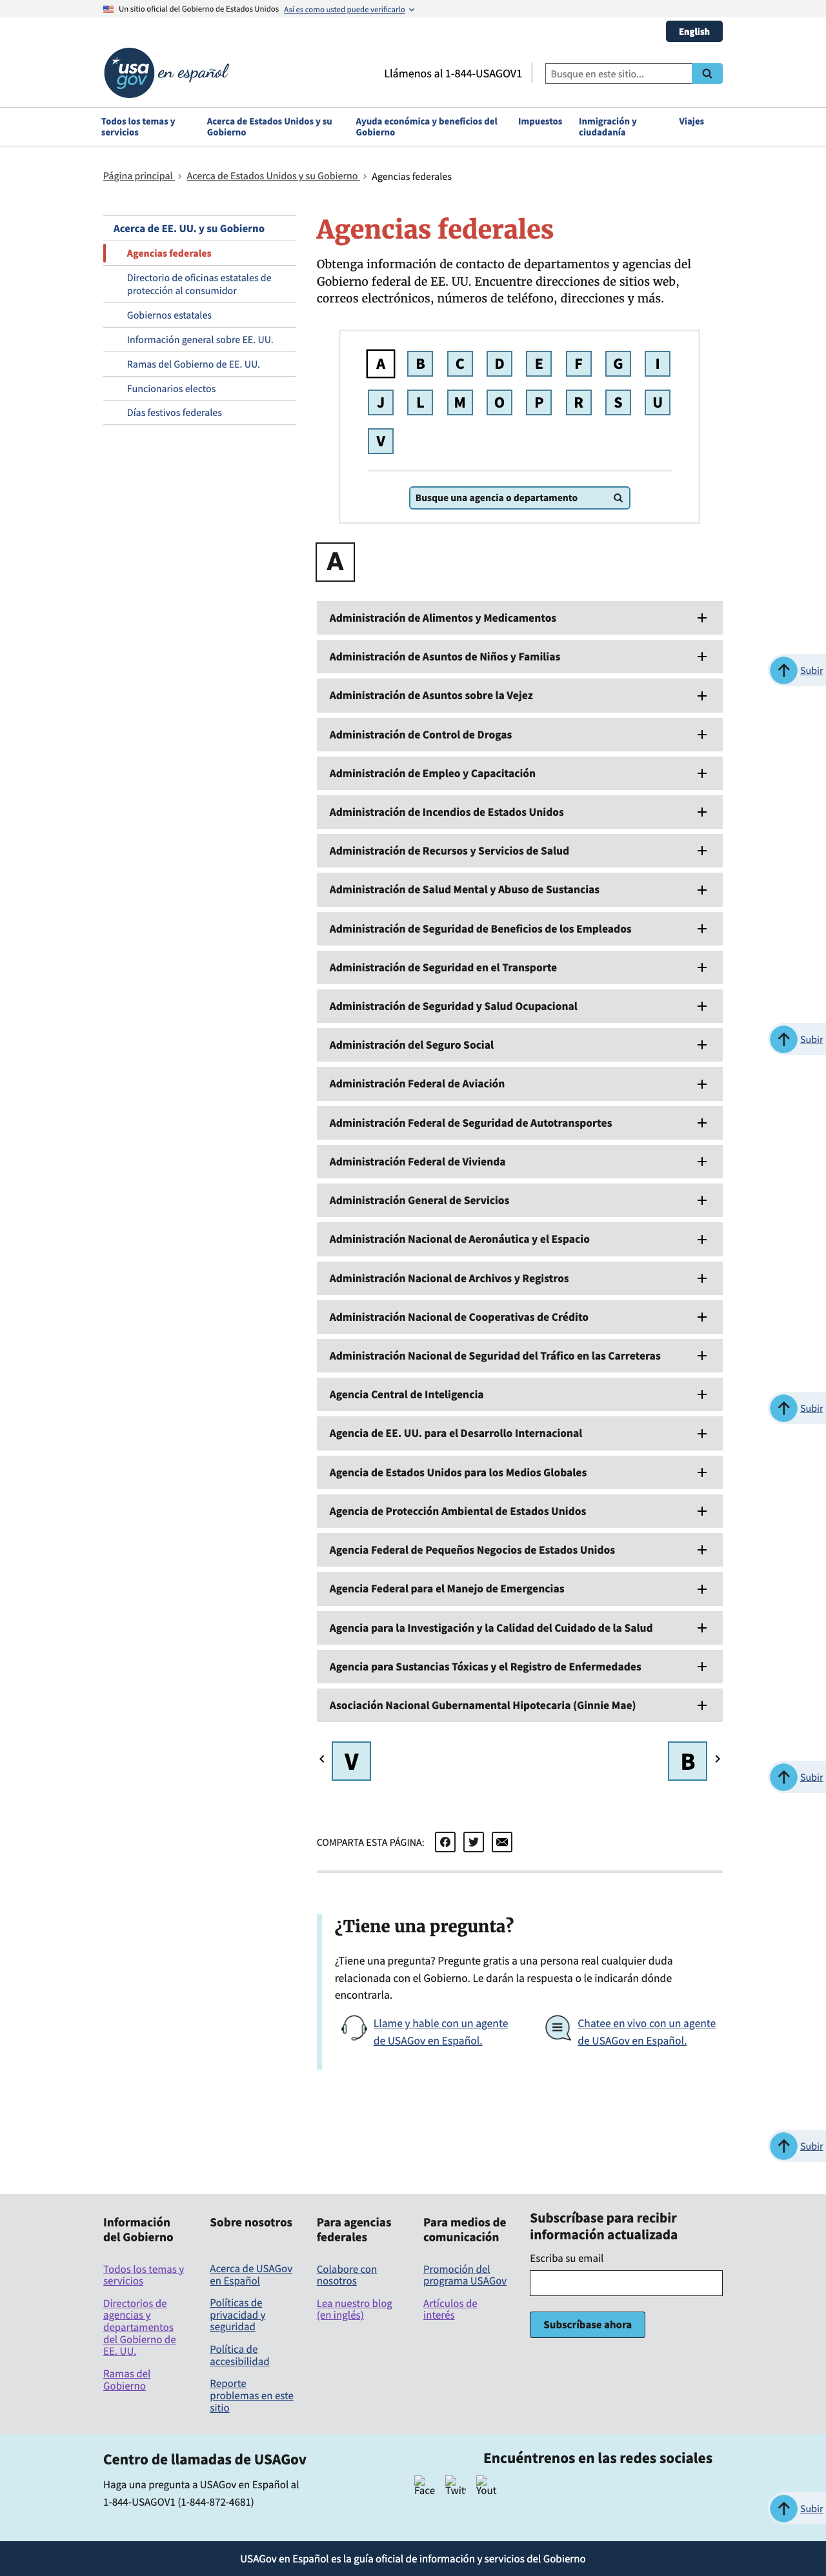 Un sitio oficial del Gobierno de Estados Unidos Así es como usted puede verificarlo
English
usa gov en español
Llámenos al 1-844-USAGOV1
Busque en este sitio...
Todos los temas y servicios
Acerca de Estados Unidos y su Gobierno
Ayuda económica y beneficios del Gobierno
Impuestos
Inmigración y ciudadanía
Viajes
Página principal > Acerca de Estados Unidos y su Gobierno > Agencias federales
Acerca de EE. UU. y su Gobierno
Agencias federales
Directorio de oficinas estatales de
protección al consumidor
Gobiernos estatales
Información general sobre EE. UU.
Ramas del Gobierno de EE. UU.
Funcionarios electos
Días festivos federales
Agencias federales
Obtenga información de contacto de departamentos y agencias del
Gobierno federal de EE. UU. Encuentre direcciones de sitios web,
correos electrónicos, números de teléfono, direcciones y más.
A B C D E F G I
J L M O P R S U
V
Busque una agencia o departamento
A
Administración de Alimentos y Medicamentos
Administración de Asuntos de Niños y Familias
Administración de Asuntos sobre la Vejez
Administración de Control de Drogas
Administración de Empleo y Capacitación
Administración de Incendios de Estados Unidos
Administración de Recursos y Servicios de Salud
Administración de Salud Mental y Abuso de Sustancias
Administración de Seguridad de Beneficios de los Empleados
Administración de Seguridad en el Transporte
Administración de Seguridad y Salud Ocupacional
Administración del Seguro Social
Administración Federal de Aviación
Administración Federal de Seguridad de Autotransportes
Administración Federal de Vivienda
Administración General de Servicios
Administración Nacional de Aeronáutica y el Espacio
Administración Nacional de Archivos y Registros
Administración Nacional de Cooperativas de Crédito
Administración Nacional de Seguridad del Tráfico en las Carreteras
Agencia Central de Inteligencia
Agencia de EE. UU. para el Desarrollo Internacional
Agencia de Estados Unidos para los Medios Globales
Agencia de Protección Ambiental de Estados Unidos
Agencia Federal de Pequeños Negocios de Estados Unidos
Agencia Federal para el Manejo de Emergencias
Agencia para la Investigación y la Calidad del Cuidado de la Salud
Agencia para Sustancias Tóxicas y el Registro de Enfermedades
Asociación Nacional Gubernamental Hipotecaria (Ginnie Mae)
V B
Subir
Subir
Subir
Subir
Subir
Subir
COMPARTA ESTA PÁGINA:
¿Tiene una pregunta?
¿Tiene una pregunta? Pregunte gratis a una persona real cualquier duda
relacionada con el Gobierno. Le darán la respuesta o le indicarán dónde
encontrarla.
Llame y hable con un agente
de USAGov en Español.
Chatee en vivo con un agente
de USAGov en Español.
Información
del Gobierno
Todos los temas y
servicios
Directorios de
agencias y
departamentos
del Gobierno de
EE. UU.
Ramas del
Gobierno
Sobre nosotros
Acerca de USAGov
en Español
Políticas de
privacidad y
seguridad
Política de
accesibilidad
Reporte
problemas en este
sitio
Para agencias
federales
Colabore con
nosotros
Lea nuestro blog
(en inglés)
Para medios de
comunicación
Promoción del
programa USAGov
Artículos de
interés
Suscríbase para recibir
información actualizada
Escriba su email
Suscríbase ahora
Centro de llamadas de USAGov
Haga una pregunta a USAGov en Español al
1-844-USAGOV1 (1-844-872-4681)
Encuéntrenos en las redes sociales
Face Twit Yout
USAGov en Español es la guía oficial de información y servicios del Gobierno